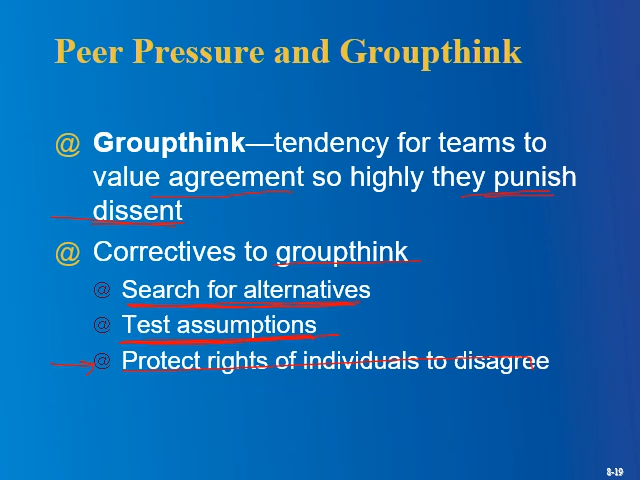 Peer Pressure and Groupthink
@ Groupthink—tendency for teams to
value agreement so highly they punish
dissent
@ Correctives to groupthink
@ Search for alternatives
@ Test assumptions
@ Protect rights of individuals to disagree
8-19